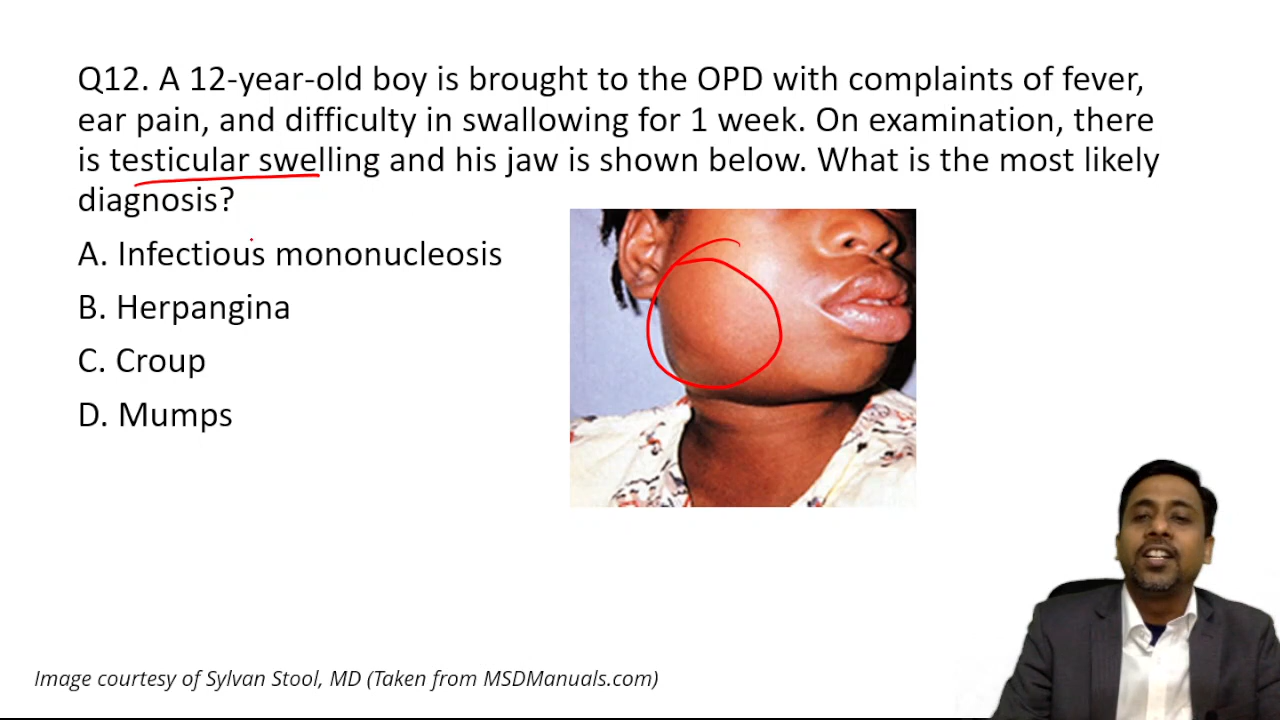 Q12. A 12-year-old boy is brought to the OPD with complaints of fever,
ear pain, and difficulty in swallowing for 1 week. On examination, there
is testicular swelling and his jaw is shown below. What is the most likely
diagnosis?
A. Infectious mononucleosis
B. Herpangina
C. Croup
D. Mumps
Image courtesy of Sylvan Stool, MD (Taken from MSDManuals.com)